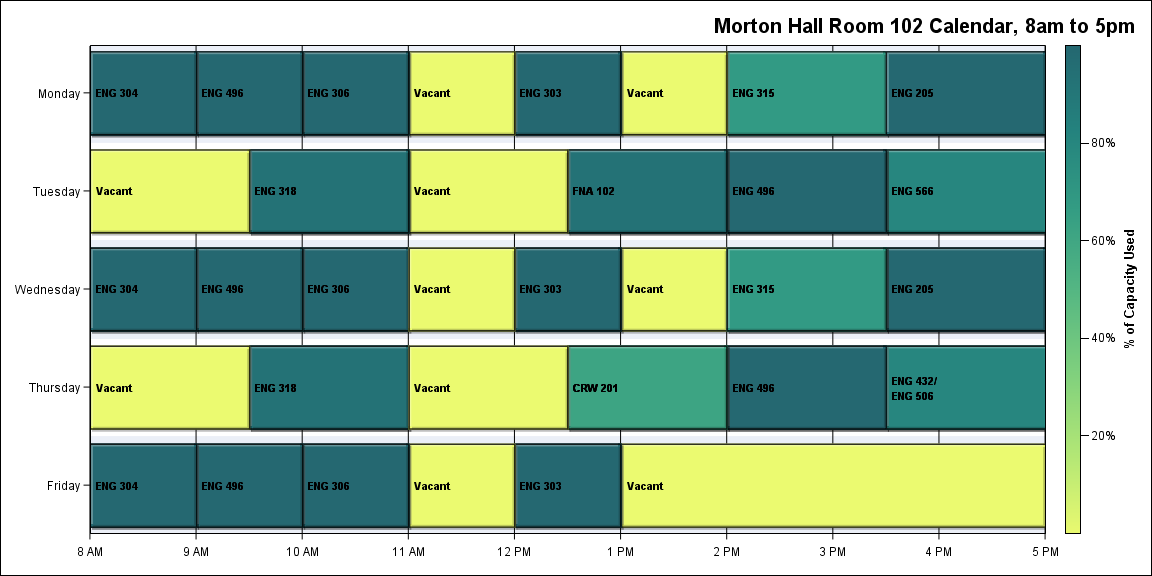 Morton Hall Room 102 Calendar, 8am to 5pm
Monday
ENG 304
ENG 496
ENG 306
Vacant
ENG 303
Vacant
ENG 315
ENG 205
Tuesday
Vacant
ENG 318
Vacant
FNA 102
ENG 496
ENG 566
Wednesday
ENG 304
ENG 496
ENG 306
Vacant
ENG 303
Vacant
ENG 315
ENG 205
Thursday
Vacant
ENG 318
Vacant
CRW 201
ENG 496
ENG 432/
ENG 506
Friday
ENG 304
ENG 496
ENG 306
Vacant
ENG 303
Vacant
8 AM
9 AM
10 AM
11 AM
12 PM
1 PM
2 PM
3 PM
4 PM
5 PM
80%
60%
40%
20%
% of Capacity Used